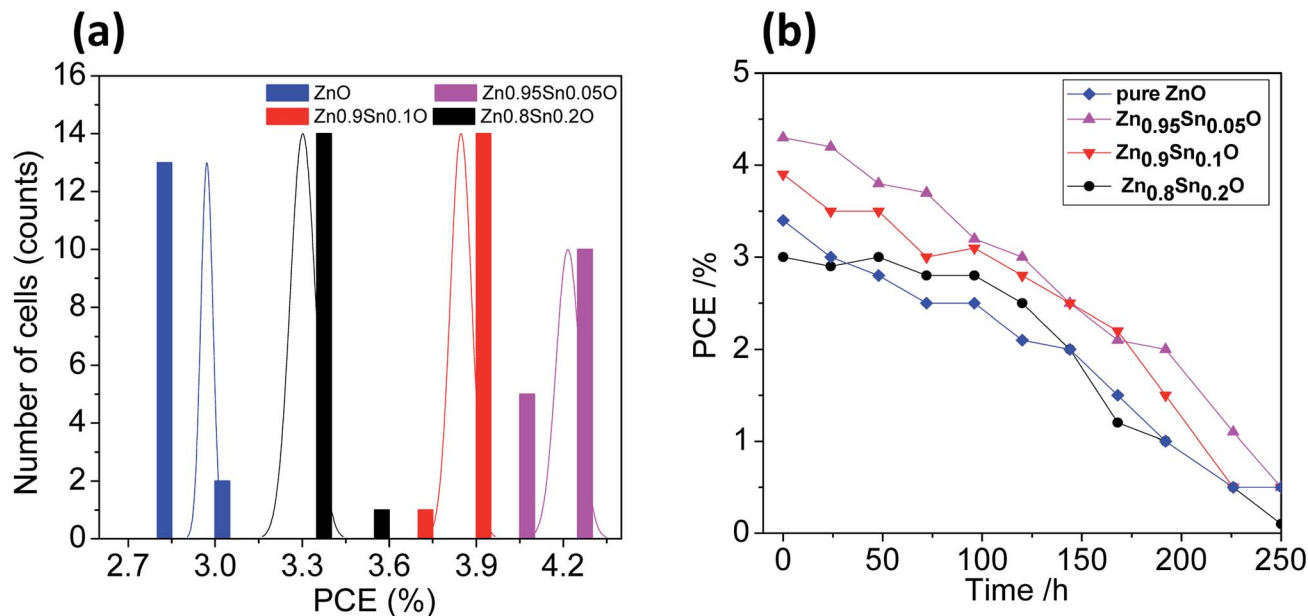 (a)
16
14
12
10
8
6
4
2
0
Number of cells (counts)
ZnO
Zn0.95Sn0.05O
Zn0.9Sn0.1O
Zn0.8Sn0.2O
2.7 3.0 3.3 3.6 3.9 4.2
PCE (%)
(b)
5
4
3
2
1
0
PCE /%
pure ZnO
Zn0.95Sn0.05O
Zn0.9Sn0.1O
Zn0.8Sn0.2O
0 50 100 150 200 250
Time /h